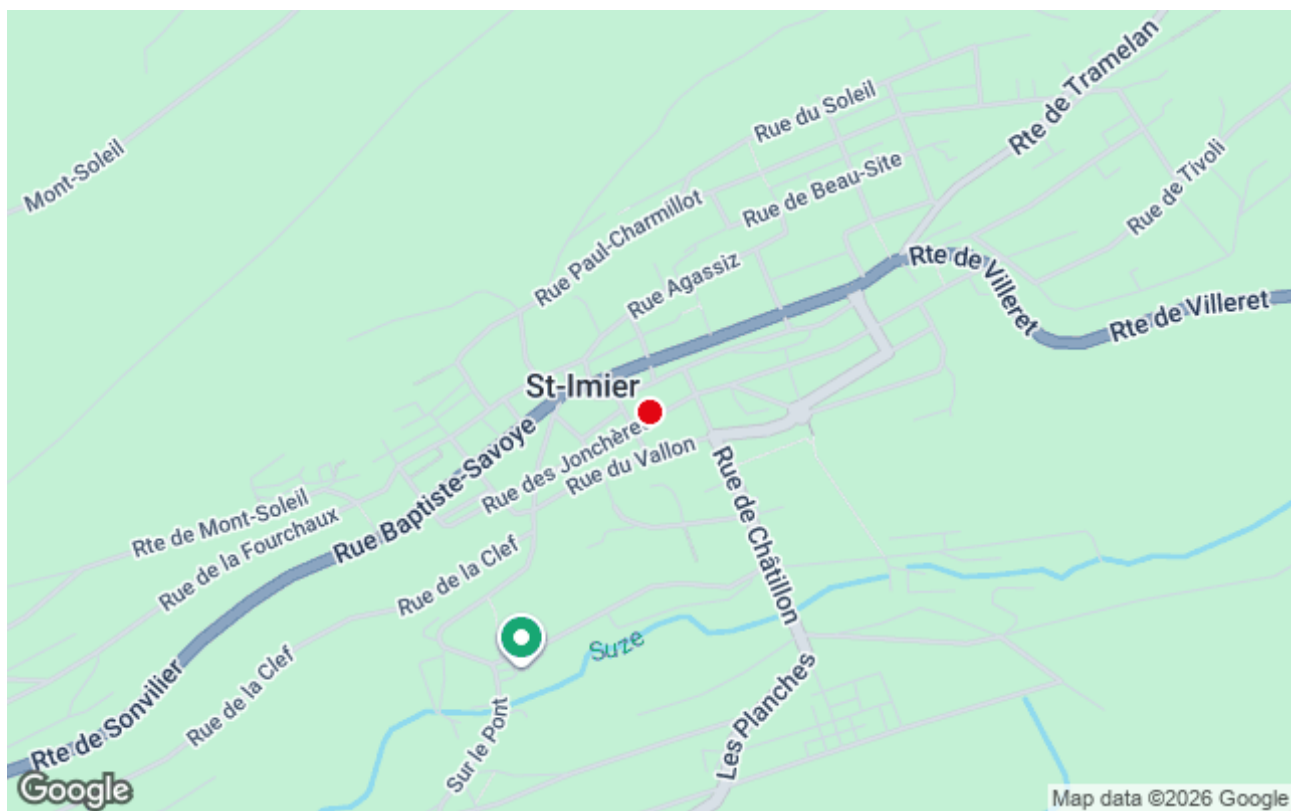 Rte de Tramelan
Rue du Soleil
Mont-Soleil
Rue de Beau-Site
Rue de Tivoli
Rue Paul-Charmillot
Rue Agassiz
Rte de Villeret
Rte de Villeret
St-Imier
Rue des Jonchère
Rue du Vallon
Rue Baptiste-Savoye
Rte de Mont-Soleil
Rue de la Fourchaux
Rue de Châtillon
Rue de la Clef
Suze
Rue de la Clef
Rte de Sonvilier
Sur le Pont
Les Planches
Google
Map data ©2026 Google